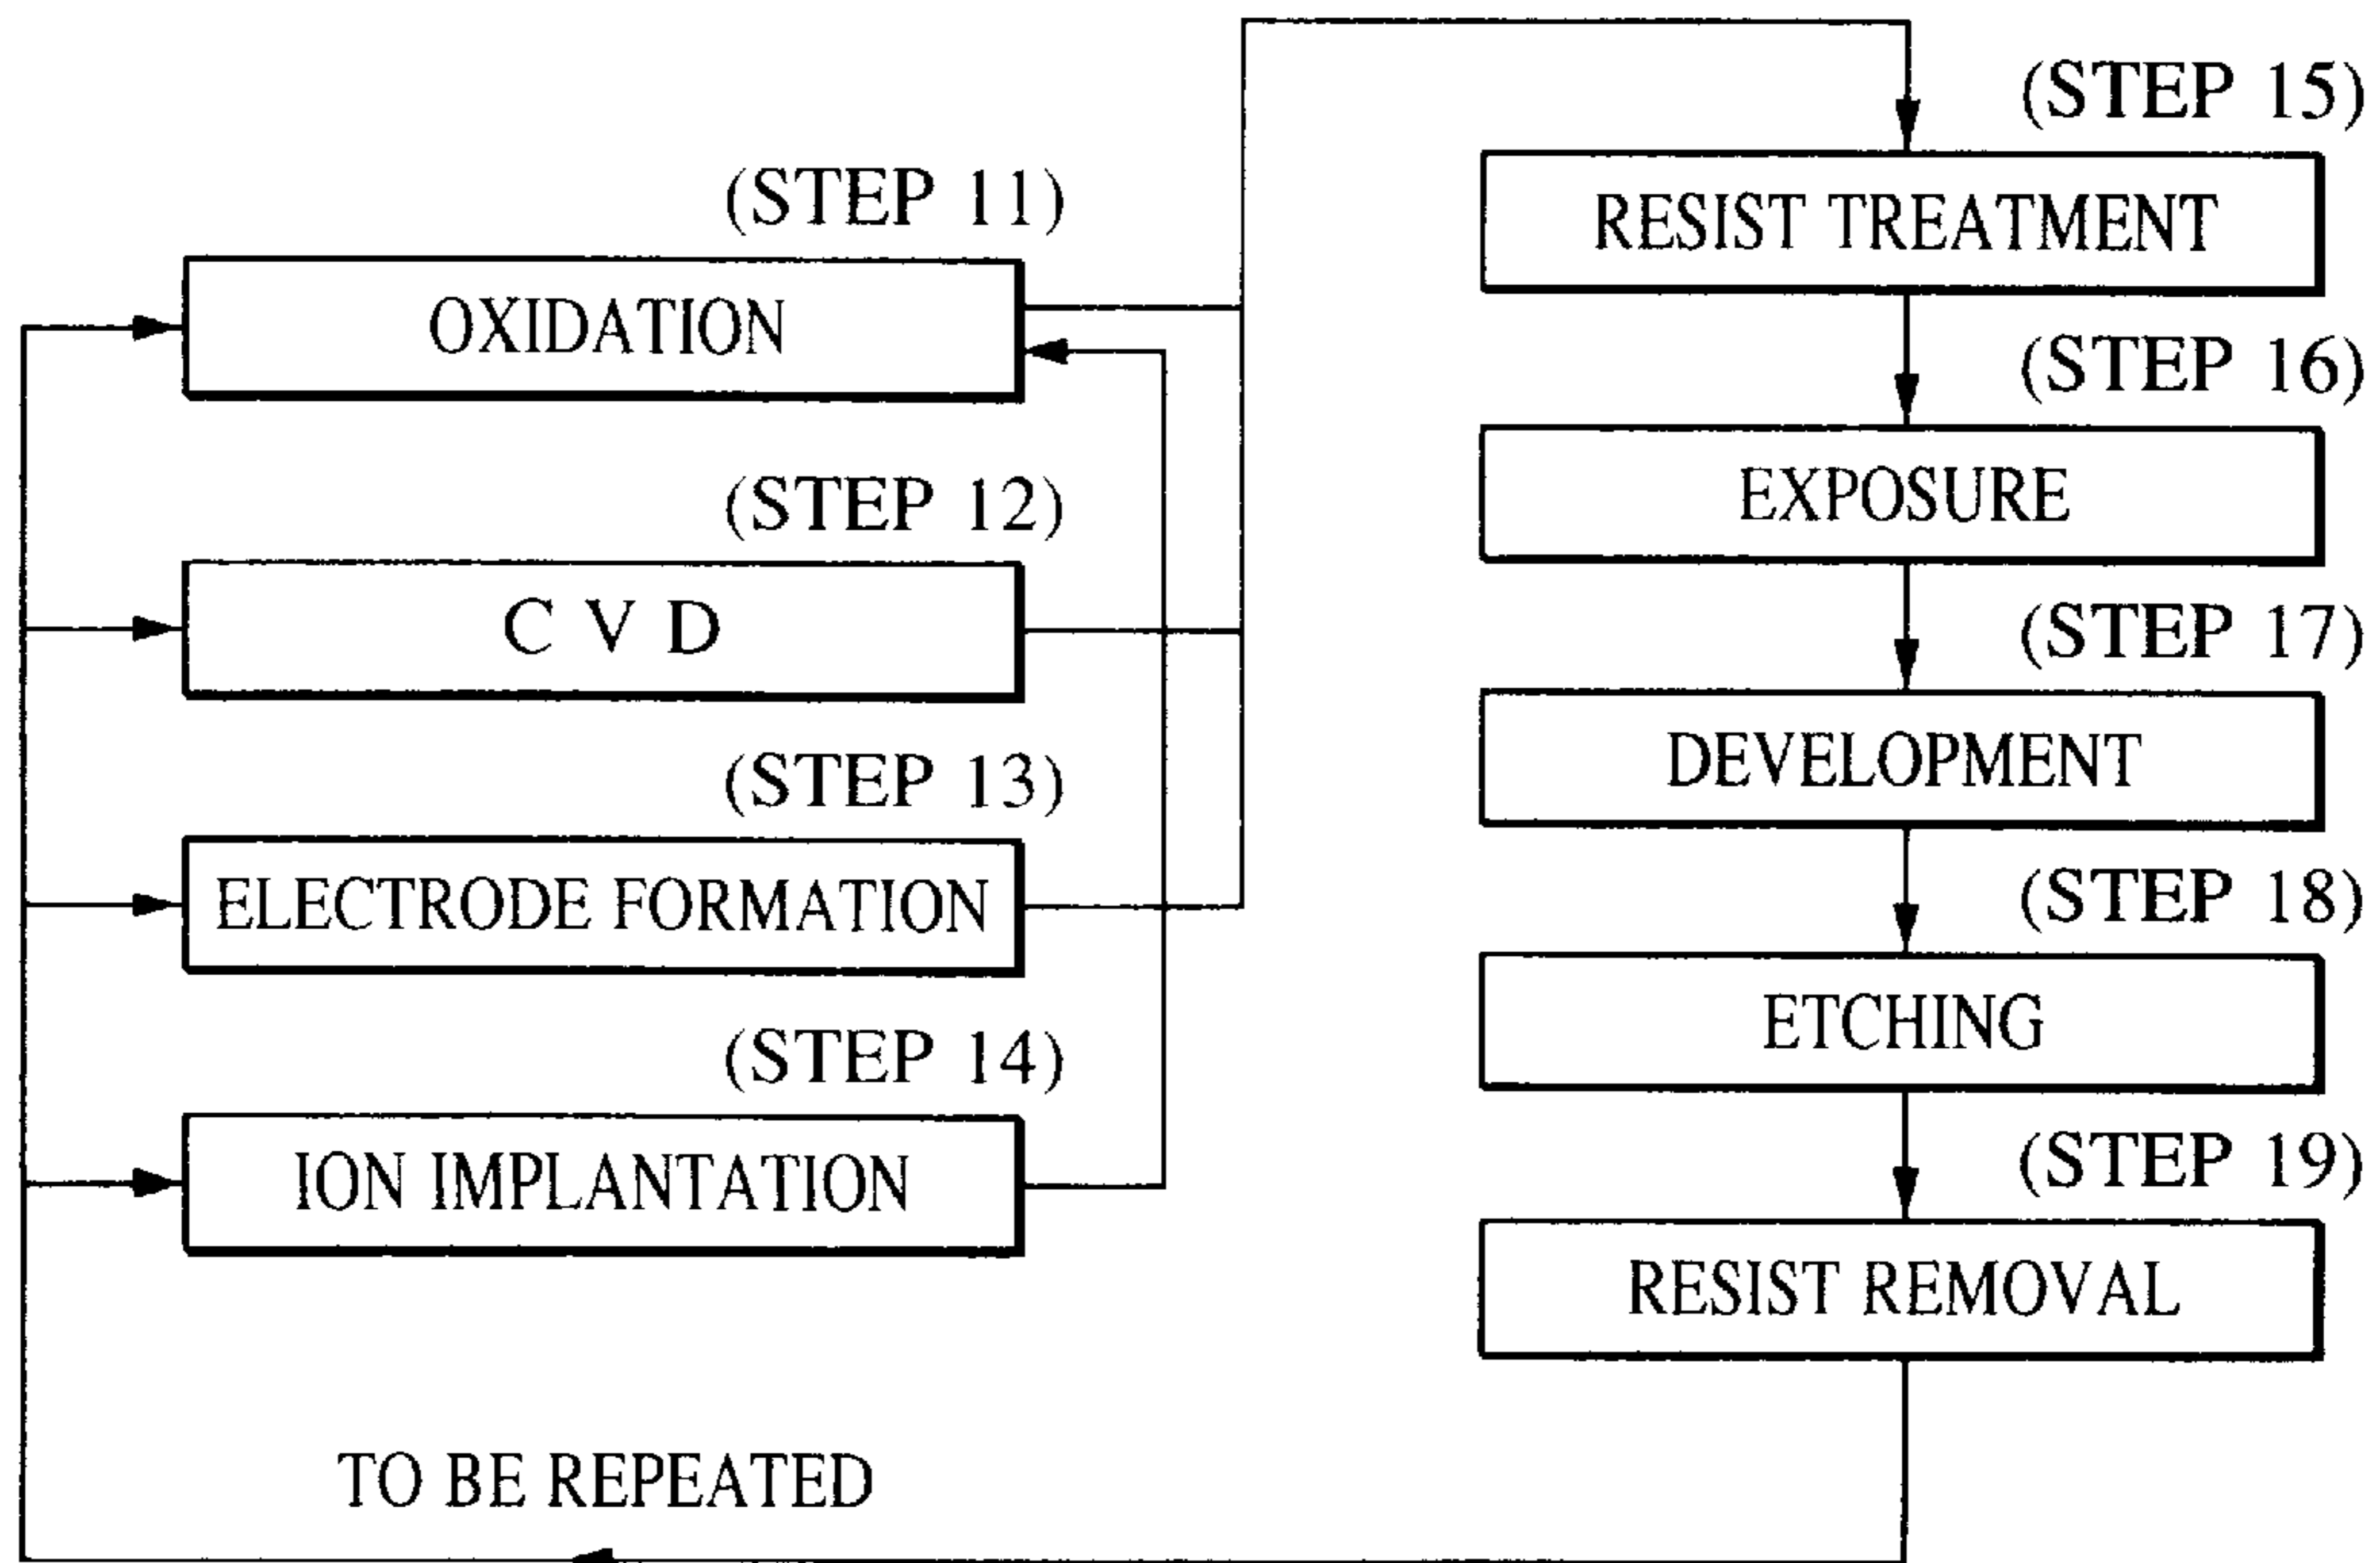 (STEP 11)
OXIDATION
(STEP 12)
C V D
(STEP 13)
ELECTRODE FORMATION
(STEP 14)
ION IMPLANTATION
TO BE REPEATED
(STEP 15)
RESIST TREATMENT
(STEP 16)
EXPOSURE
(STEP 17)
DEVELOPMENT
(STEP 18)
ETCHING
(STEP 19)
RESIST REMOVAL